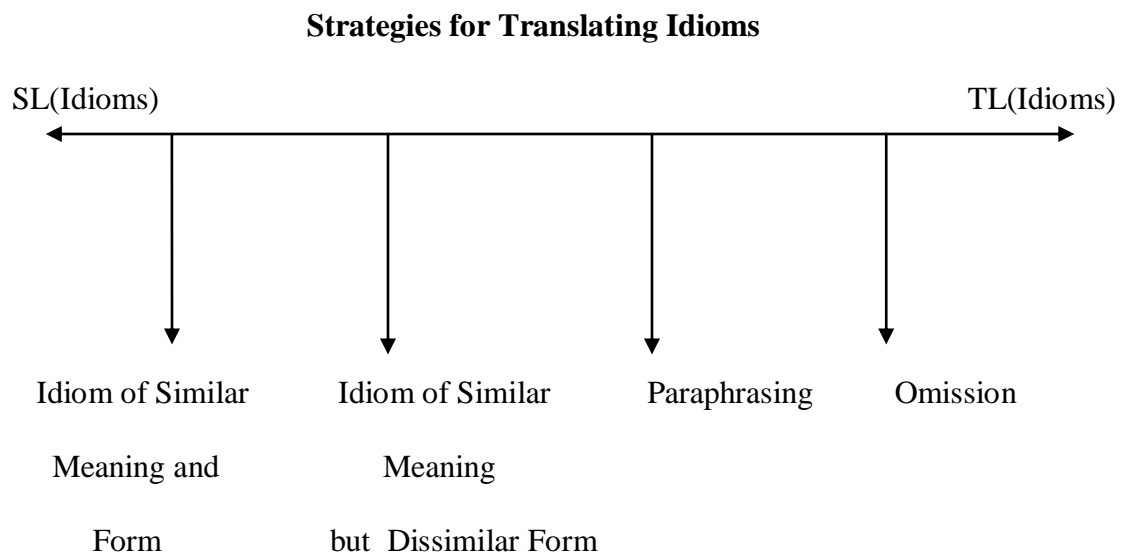 Strategies for Translating Idioms
SL(Idioms) TL(Idioms)
Idiom of Similar Idiom of Similar Paraphrasing Omission
Meaning and Meaning
Form but Dissimilar Form